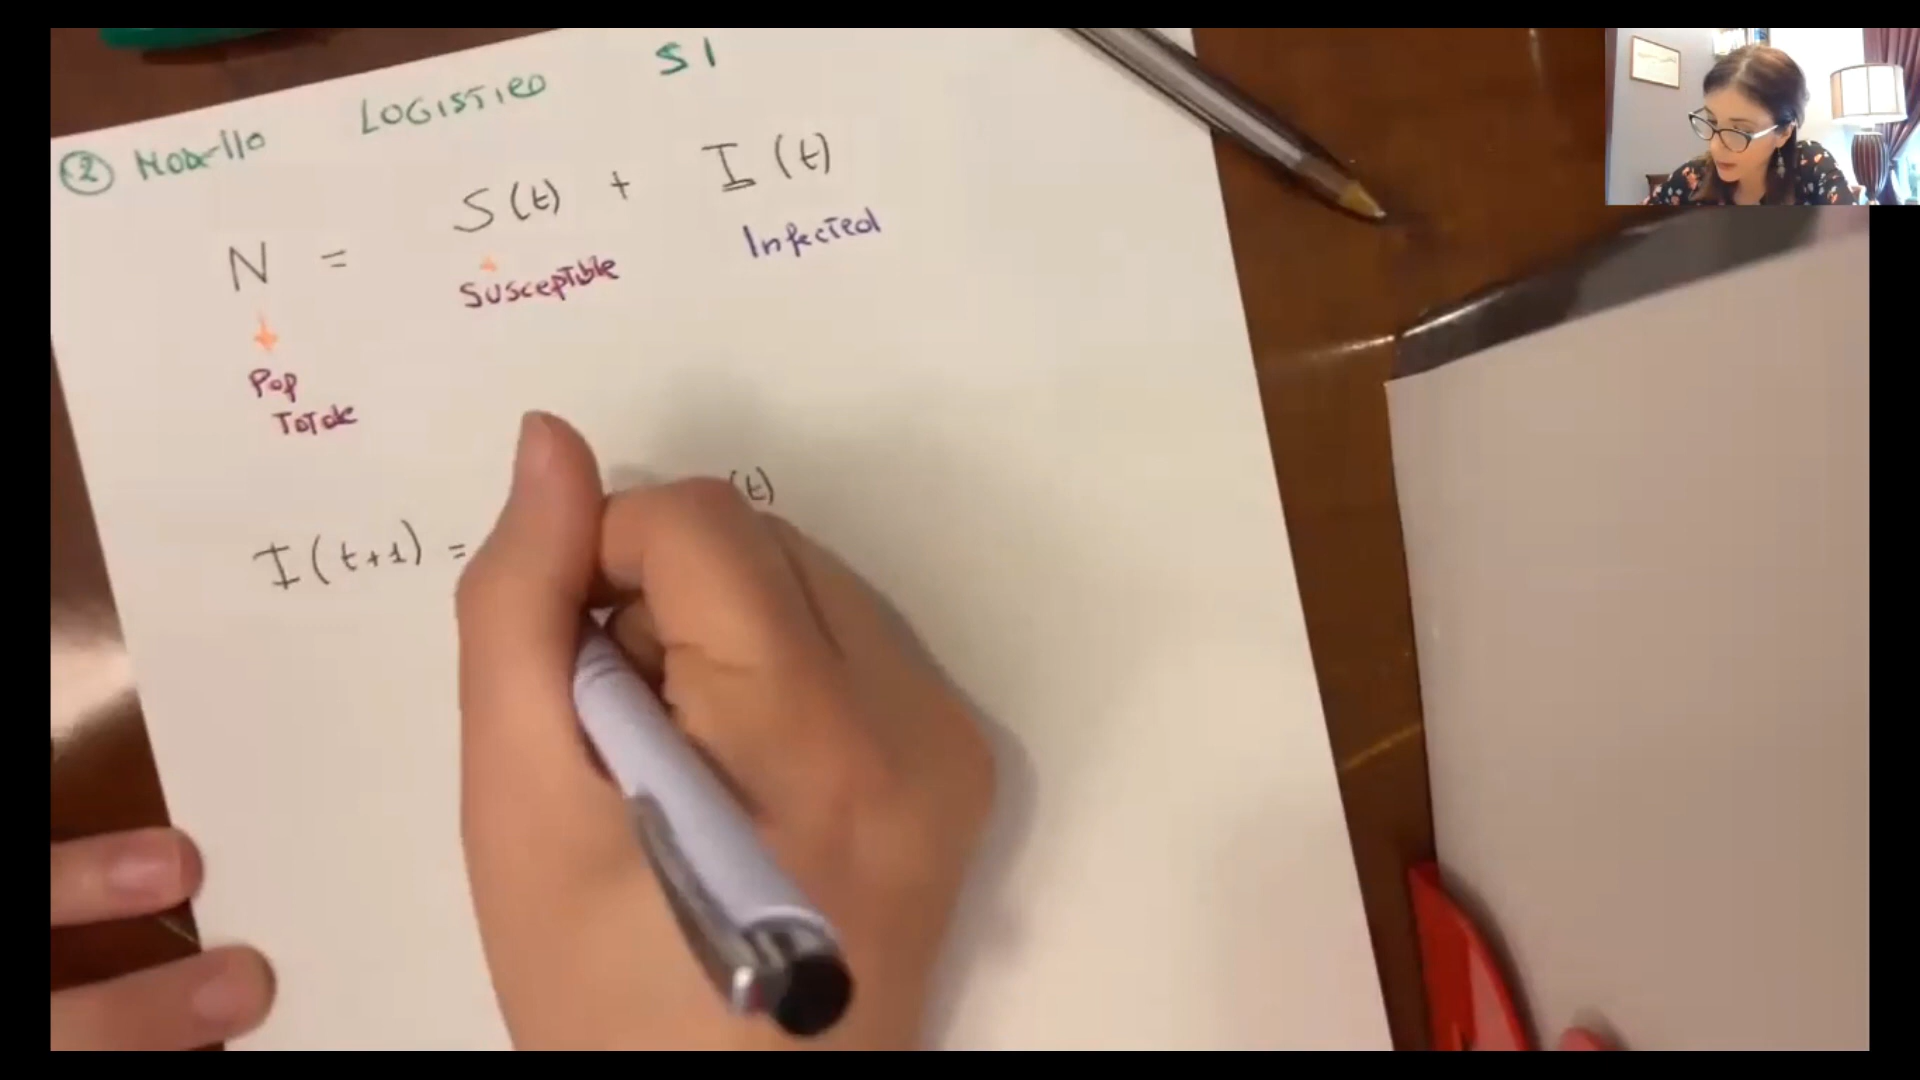 ② Modello LOGISTICO SI
N = S(t) + I(t)
Susceptible Infected
Pop
Totale
I(t+1) = (t)